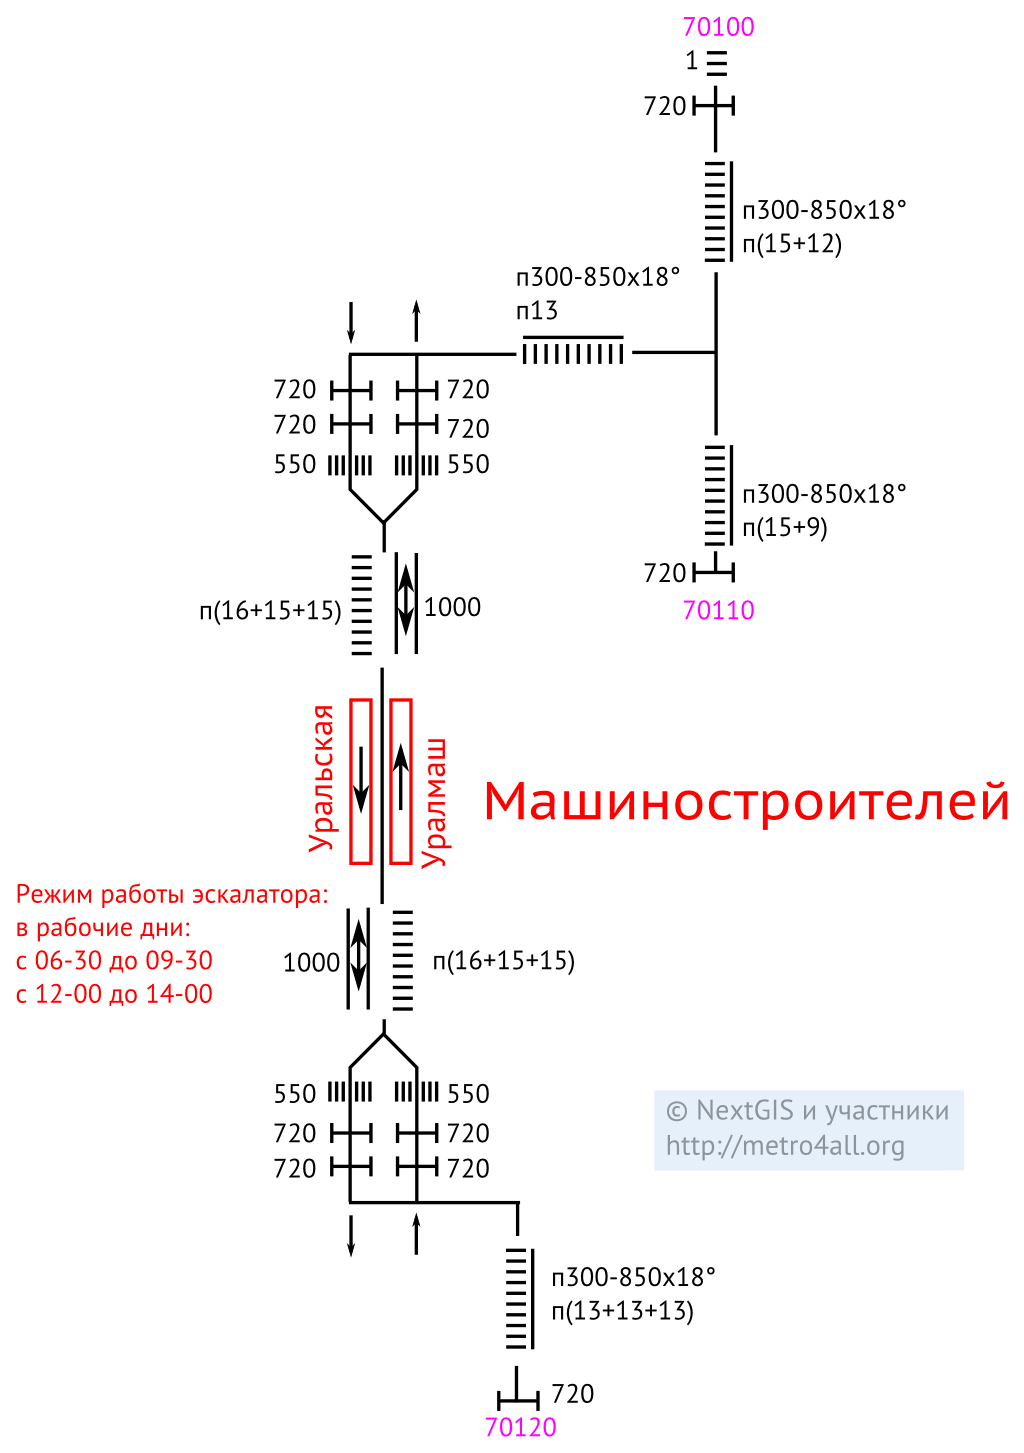 70100
1
720
п300-850x18°
п(15+12)
п300-850x18°
п13
720
720
720
720
550
550
п300-850x18°
п(15+9)
720
70110
п(16+15+15)
1000
Уральская
Уралмаш
Машиностроителей
Режим работы эскалатора:
в рабочие дни:
с 06-30 до 09-30
с 12-00 до 14-00
1000
п(16+15+15)
550
550
720
720
720
720
© NextGIS и участники
http://metro4all.org
п300-850x18°
п(13+13+13)
720
70120